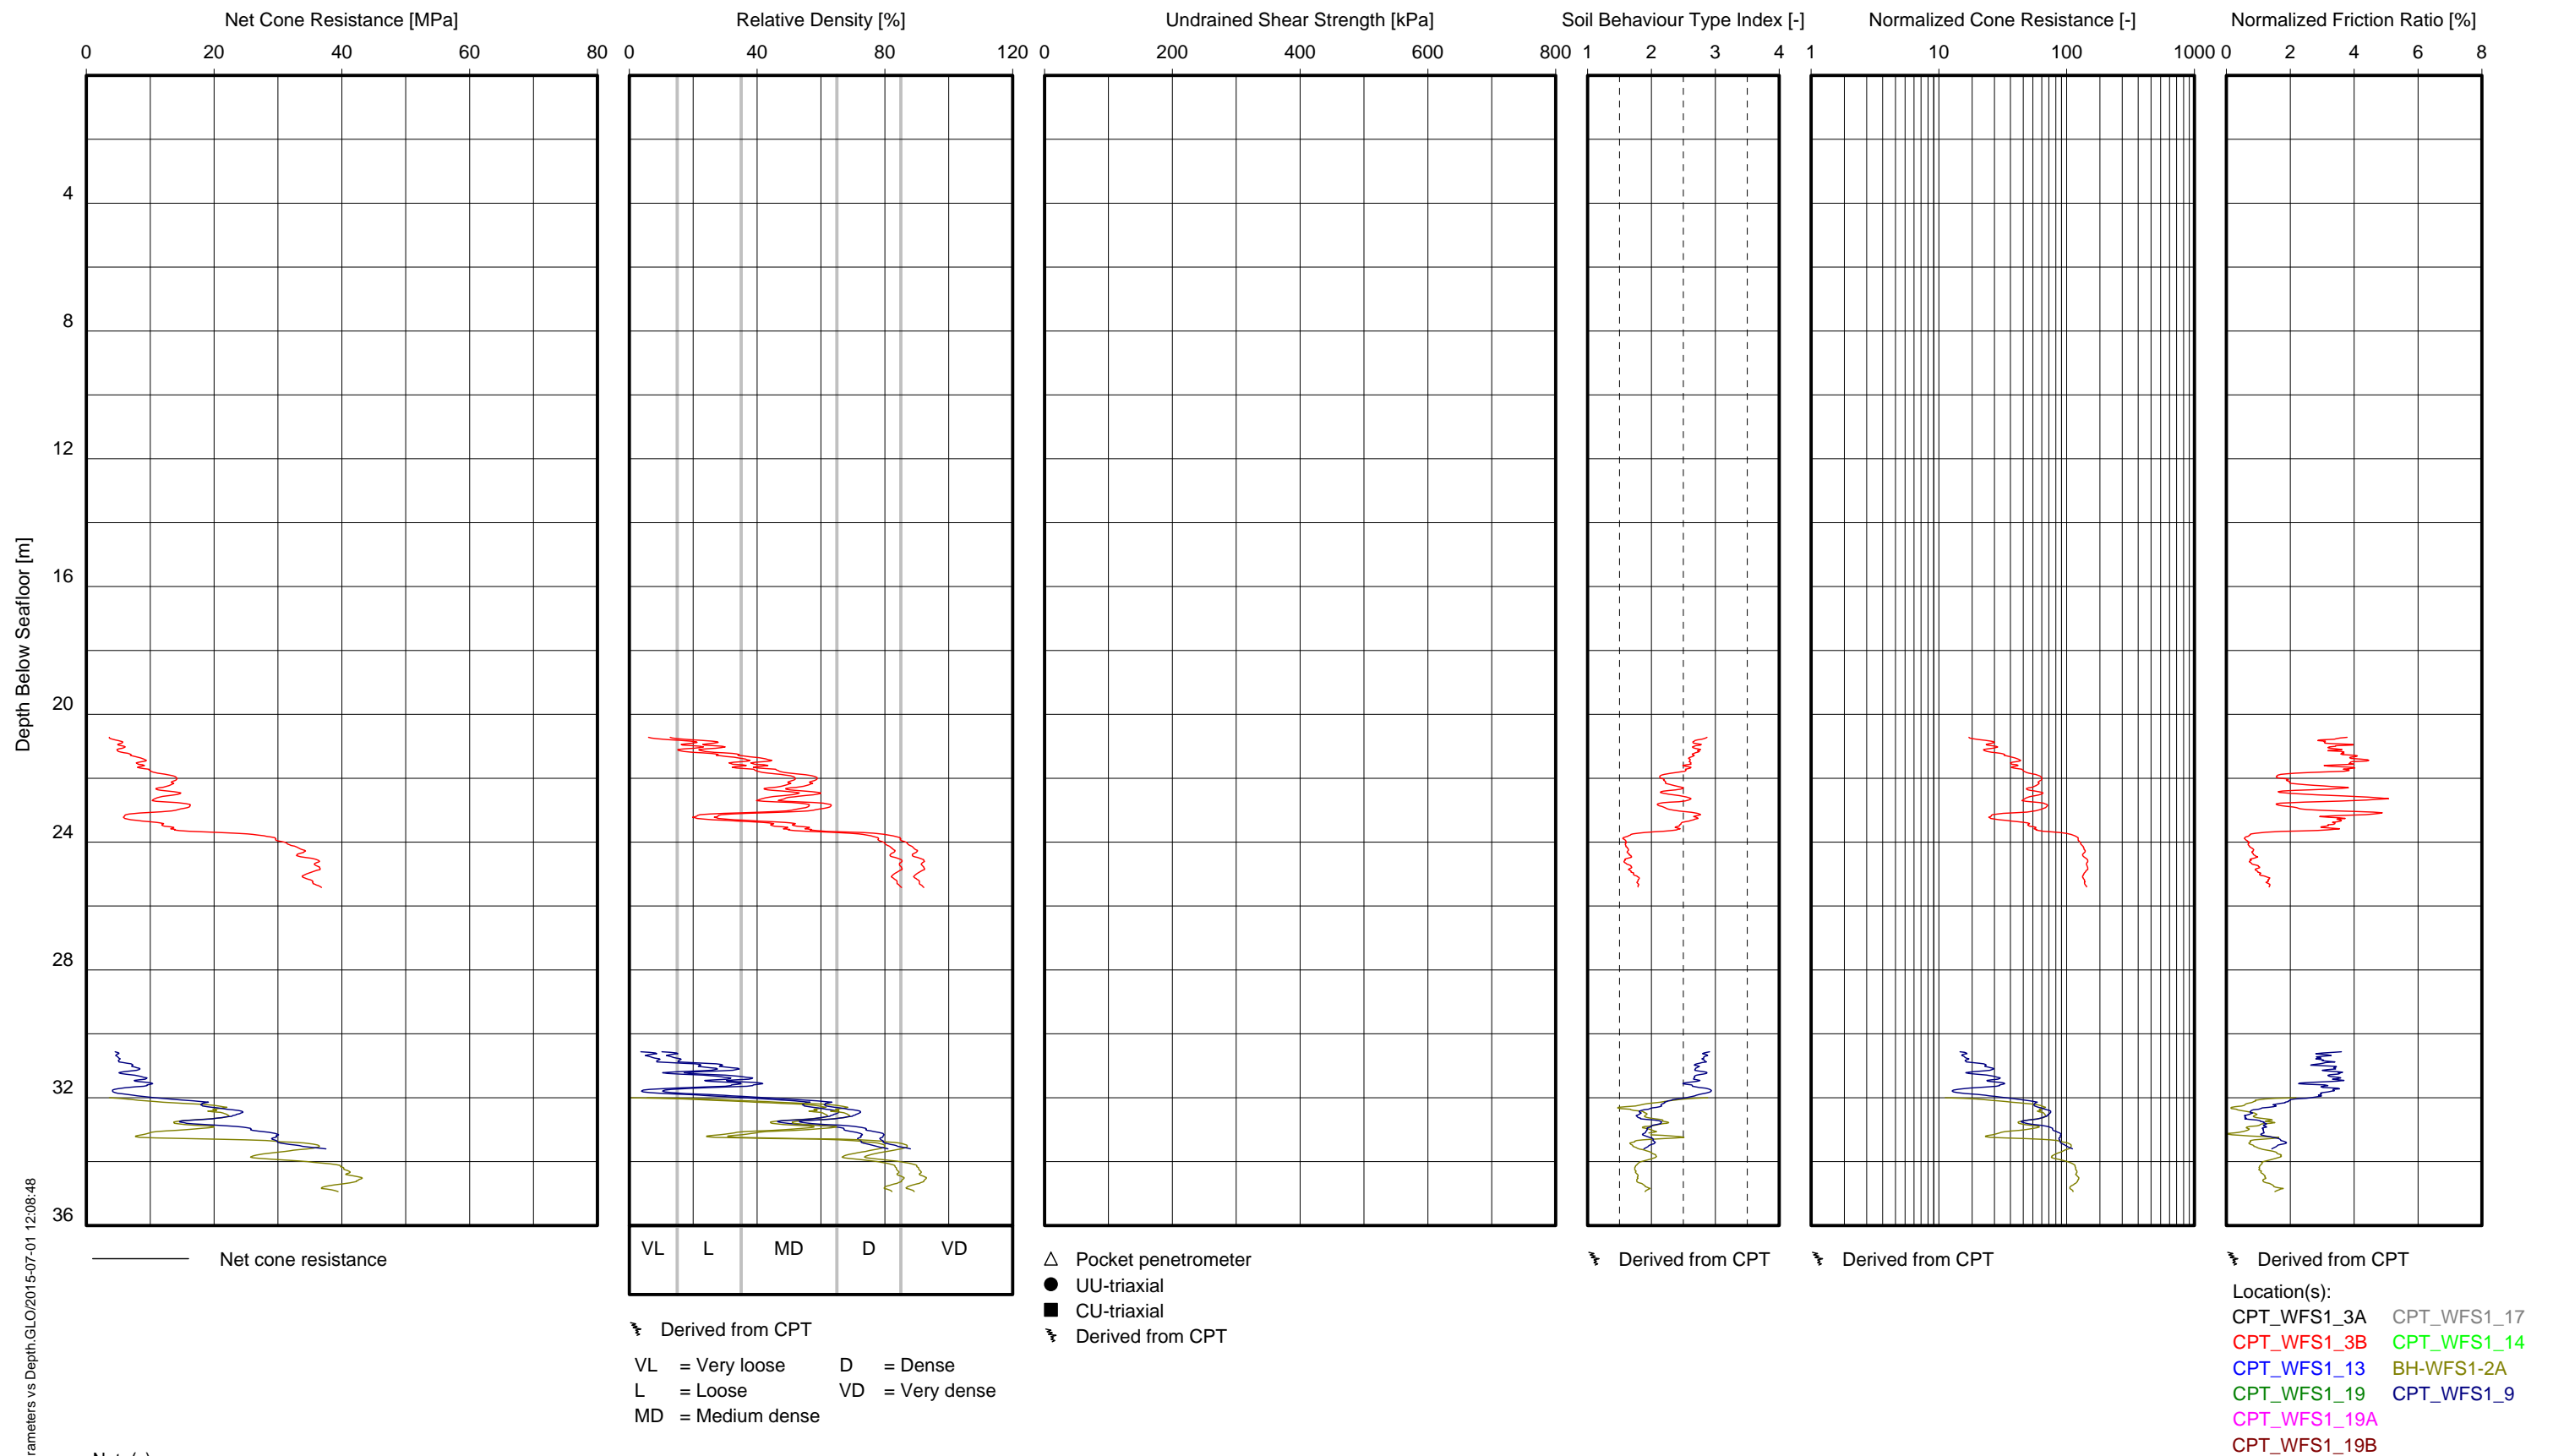 Net Cone Resistance [MPa]
Relative Density [%]
Undrained Shear Strength [kPa]
Soil Behaviour Type Index [-]
Normalized Cone Resistance [-]
Normalized Friction Ratio [%]
0 20 40 60 80
0 40 80 120
0 200 400 600 800
1 2 3 4
1 10 100 1000
0 2 4 6 8
Depth Below Seafloor [m]
4
8
12
16
20
24
28
32
36
Net cone resistance
VL L MD D VD
Derived from CPT
VL = Very loose D = Dense
L = Loose VD = Very dense
MD = Medium dense
Pocket penetrometer
UU-triaxial
CU-triaxial
Derived from CPT
Derived from CPT
Derived from CPT
Derived from CPT
Location(s):
CPT_WFS1_3A CPT_WFS1_17
CPT_WFS1_3B CPT_WFS1_14
CPT_WFS1_13 BH-WFS1-2A
CPT_WFS1_19 CPT_WFS1_9
CPT_WFS1_19A
CPT_WFS1_19B
rameters vs Depth.GLO/2015-07-01 12:08:48